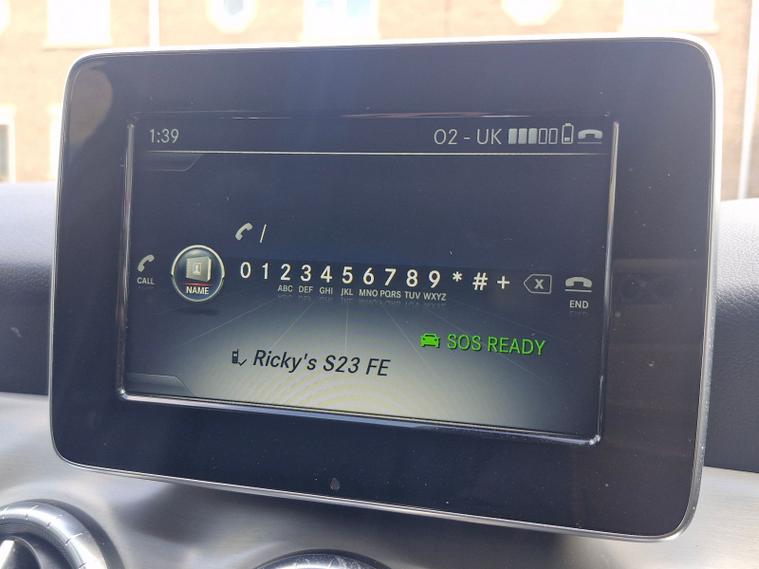 1:39 O2 - UK
CALL NAME 0 1 2 3 4 5 6 7 8 9 * # + X END
ABC DEF GHI JKL MNO PQRS TUV WXYZ
SOS READY
Ricky's S23 FE